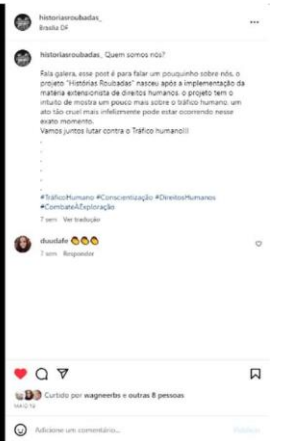 historiasroubadas_
Brasília DF
historiasroubadas_ Quem somos nós?
Fala galera, esse post é para falar um pouquinho sobre nós, o
projeto "Histórias Roubadas" nasceu após a implementação da
matéria extensionista de direitos humanos, o projeto tem o
intuito de mostra um pouco mais sobre o tráfico humano, um
ato tão cruel mais infelizmente pode estar ocorrendo nesse
exato momento.
Vamos juntos lutar contra o Tráfico humano!!!
.
.
.
.
.
.
#TráficoHumano #Conscientização #DireitosHumanos
#CombateÀExploração
7 sem Ver tradução
duudafe 👏👏👏
7 sem Responder
Curtido por wagneerbs e outras 8 pessoas
Adicione um comentário...